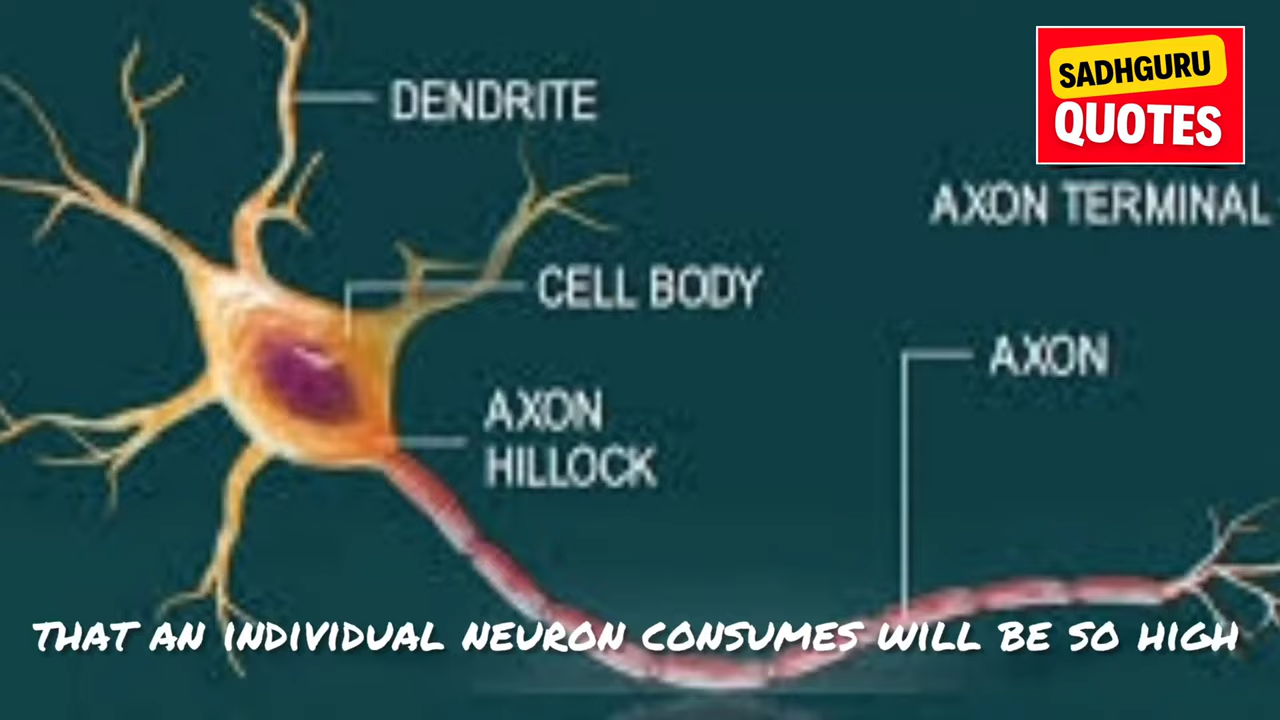 SADHGURU
QUOTES
DENDRITE
AXON TERMINAL
CELL BODY
AXON
AXON
HILLOCK
THAT AN INDIVIDUAL NEURON CONSUMES WILL BE SO HIGH